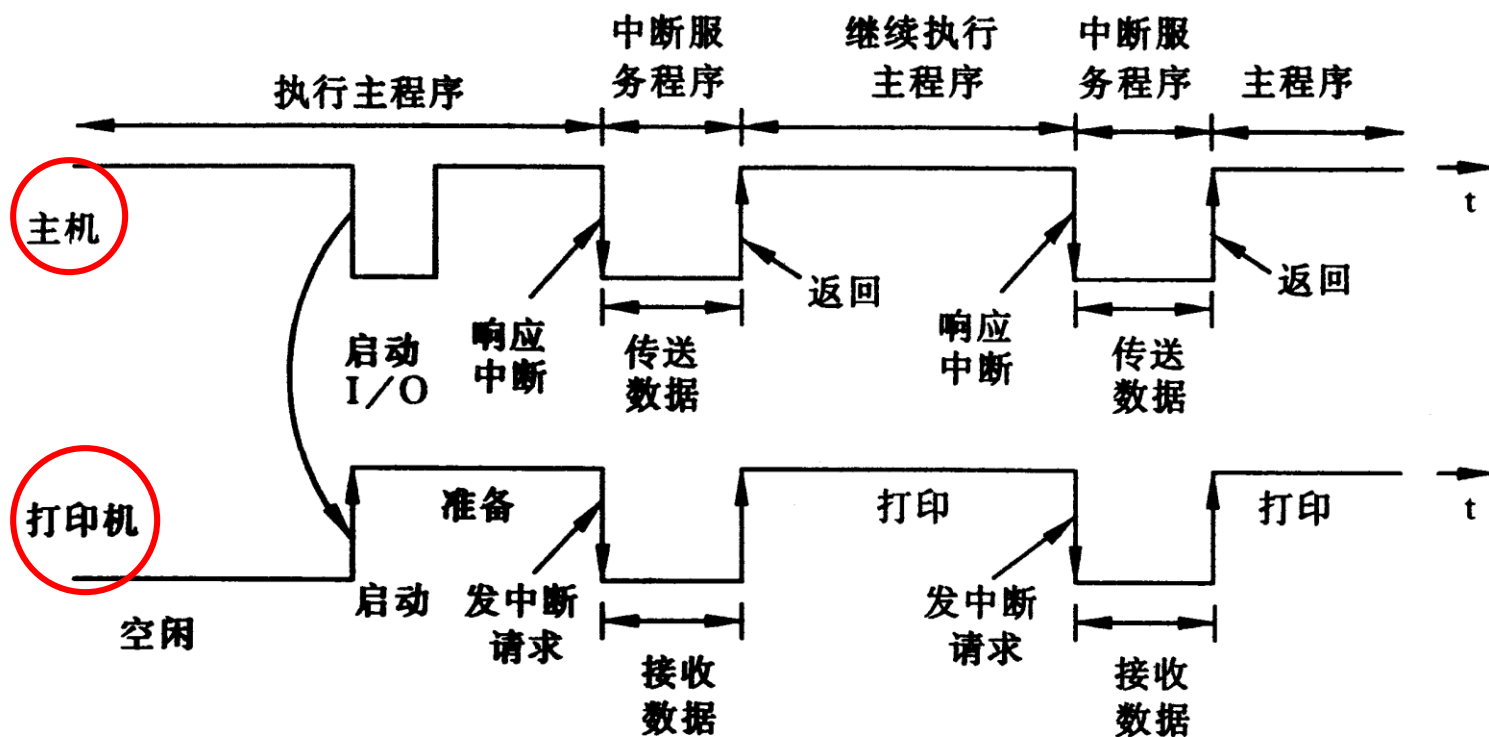 中断服
务程序
继续执行
主程序
中断服
务程序
执行主程序
主程序
主机
t
启动
I/O
响应
中断
传送
数据
返回
响应
中断
传送
数据
返回
打印机
准备
打印
打印
t
空闲
启动
发中断
请求
接收
数据
发中断
请求
接收
数据